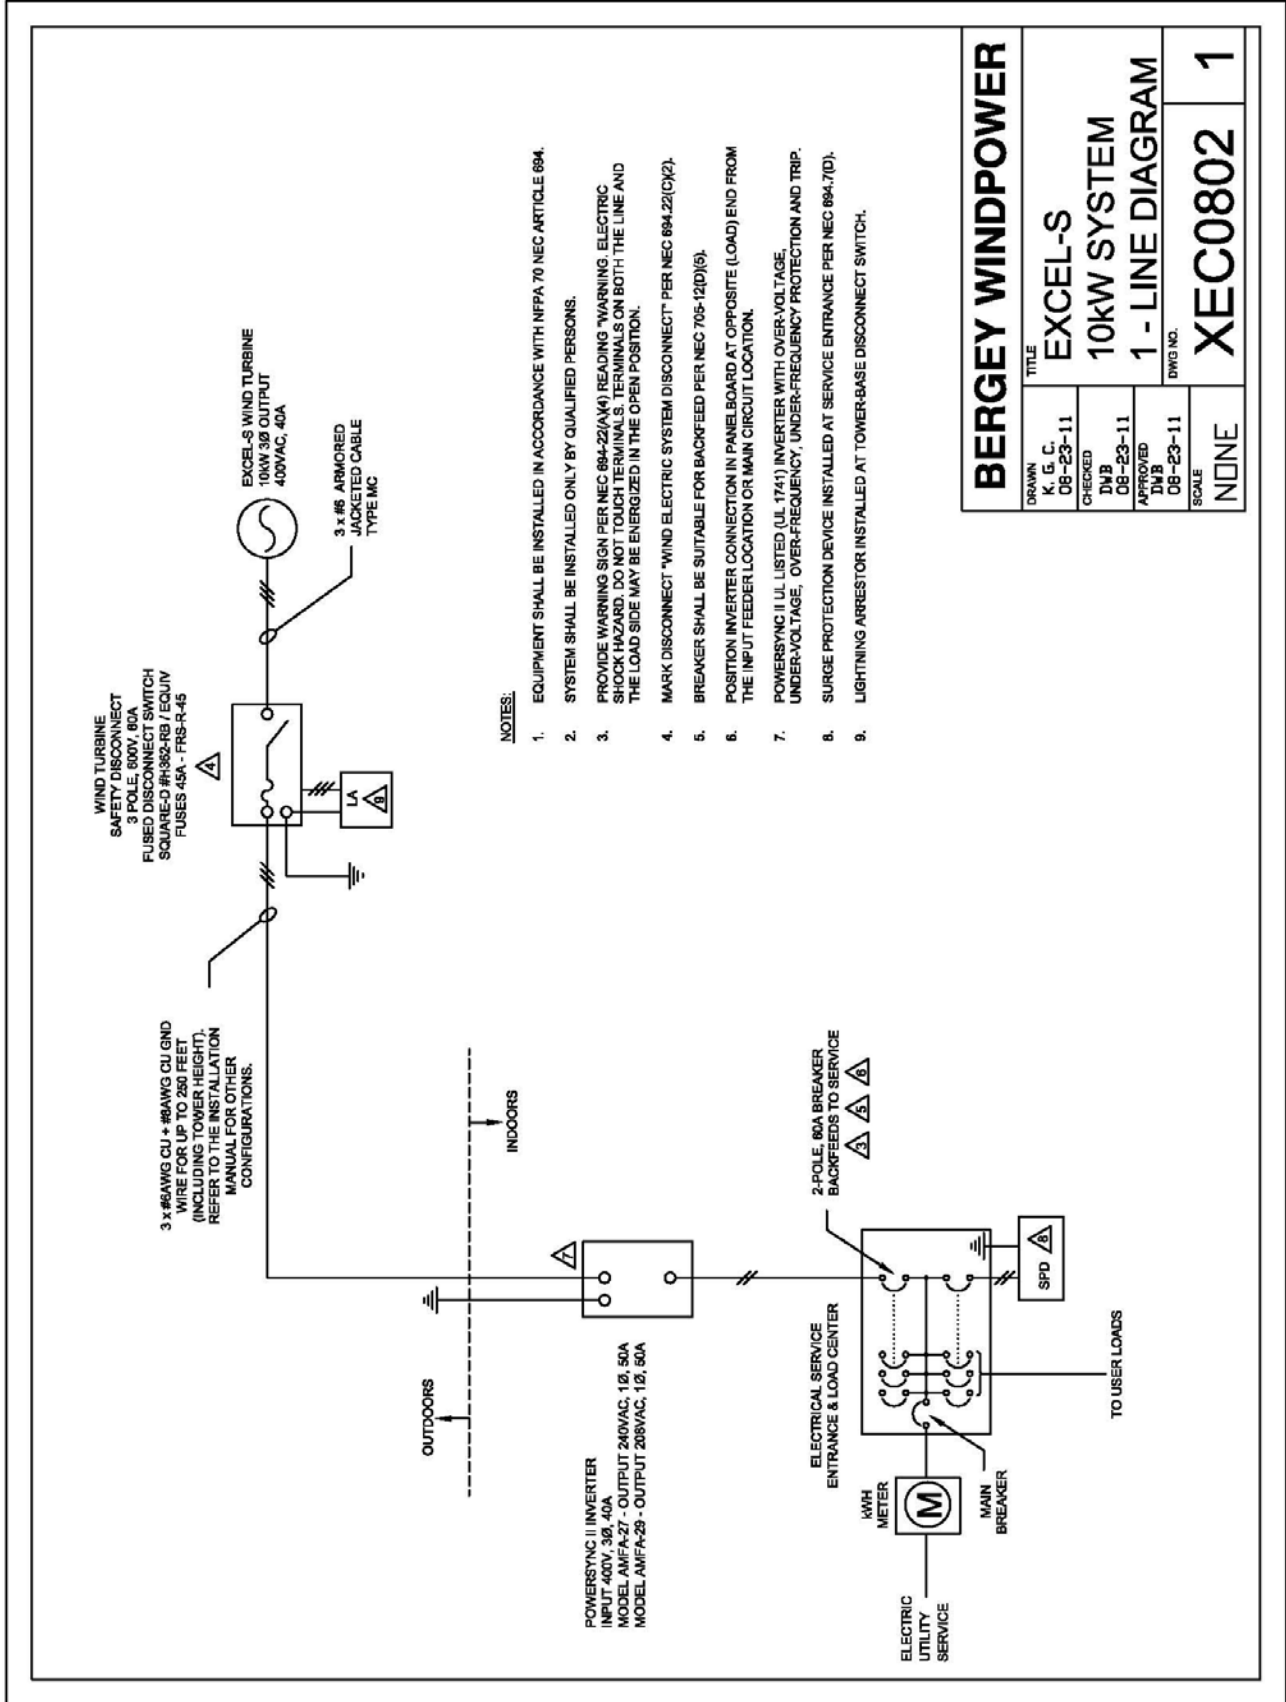 EXCEL-S WIND TURBINE
10kW 3Ø OUTPUT
400VAC, 40A
3 x #6 ARMORED
JACKETED CABLE
TYPE MC
WIND TURBINE
SAFETY DISCONNECT
3 POLE, 600V, 60A
FUSED DISCONNECT SWITCH
SQUARE-D #H362-RB / EQUIV
FUSES 45A - FRS-R-45
4
LA
9
3 x #6AWG CU + #8AWG CU GND
WIRE FOR UP TO 250 FEET
(INCLUDING TOWER HEIGHT).
REFER TO THE INSTALLATION
MANUAL FOR OTHER
CONFIGURATIONS.
OUTDOORS
INDOORS
7
POWERSYNC II INVERTER
INPUT 400V, 3Ø, 40A
MODEL AMFA-27 - OUTPUT 240VAC, 1Ø, 50A
MODEL AMFA-29 - OUTPUT 208VAC, 1Ø, 50A
2-POLE, 60A BREAKER
BACKFEEDS TO SERVICE
3 5 6
ELECTRICAL SERVICE
ENTRANCE & LOAD CENTER
SPD
8
kWH
METER
M
MAIN
BREAKER
ELECTRIC
UTILITY
SERVICE
TO USER LOADS
NOTES:
1. EQUIPMENT SHALL BE INSTALLED IN ACCORDANCE WITH NFPA 70 NEC ARTICLE 694.
2. SYSTEM SHALL BE INSTALLED ONLY BY QUALIFIED PERSONS.
3. PROVIDE WARNING SIGN PER NEC 694-22(A)(4) READING "WARNING. ELECTRIC
SHOCK HAZARD. DO NOT TOUCH TERMINALS. TERMINALS ON BOTH THE LINE AND
THE LOAD SIDE MAY BE ENERGIZED IN THE OPEN POSITION.
4. MARK DISCONNECT "WIND ELECTRIC SYSTEM DISCONNECT" PER NEC 694.22(C)(2).
5. BREAKER SHALL BE SUITABLE FOR BACKFEED PER NEC 705-12(D)(5).
6. POSITION INVERTER CONNECTION IN PANELBOARD AT OPPOSITE (LOAD) END FROM
THE INPUT FEEDER LOCATION OR MAIN CIRCUIT LOCATION.
7. POWERSYNC II UL LISTED (UL 1741) INVERTER WITH OVER-VOLTAGE,
UNDER-VOLTAGE, OVER-FREQUENCY, UNDER-FREQUENCY PROTECTION AND TRIP.
8. SURGE PROTECTION DEVICE INSTALLED AT SERVICE ENTRANCE PER NEC 694.7(D).
9. LIGHTNING ARRESTOR INSTALLED AT TOWER-BASE DISCONNECT SWITCH.
BERGEY WINDPOWER
DRAWN
K. G. C.
08-23-11
CHECKED
DWB
08-23-11
APPROVED
DWB
08-23-11
SCALE
NONE
TITLE
EXCEL-S
10kW SYSTEM
1 - LINE DIAGRAM
DWG NO.
XEC0802
1